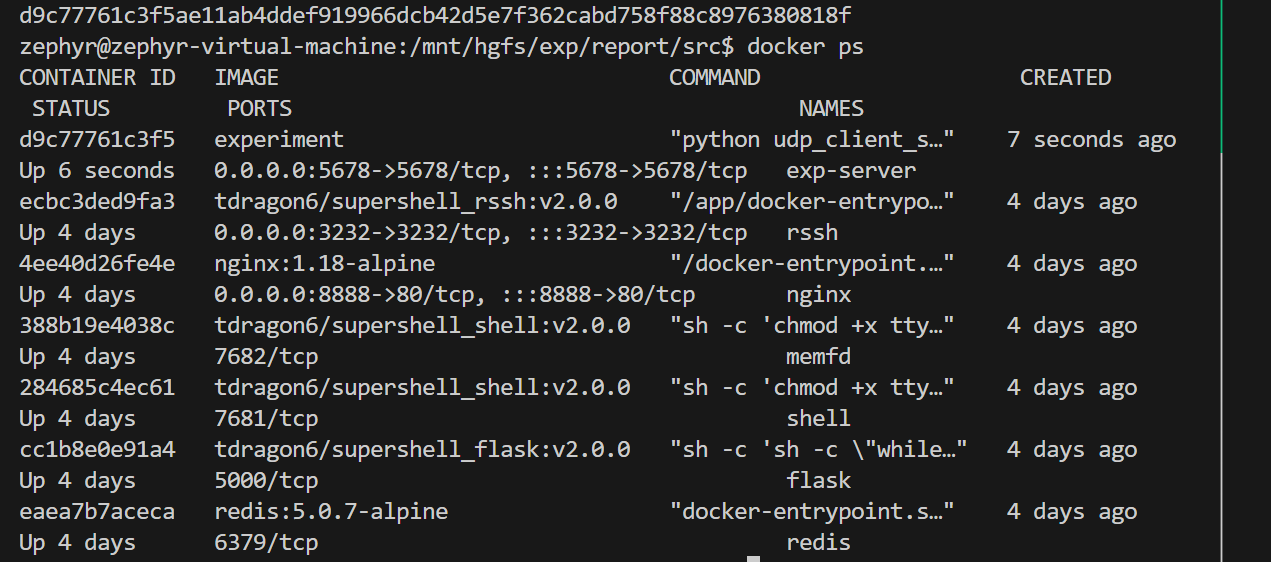 d9c77761c3f5ae11ab4ddef919966dcb42d5e7f362cabd758f88c8976380818f
zephyr@zephyr-virtual-machine:/mnt/hgfs/exp/report/src$ docker ps
CONTAINER ID   IMAGE                              COMMAND                    CREATED
 STATUS         PORTS                                       NAMES
d9c77761c3f5   experiment                         "python udp_client_s…"    7 seconds ago
Up 6 seconds   0.0.0.0:5678->5678/tcp, :::5678->5678/tcp   exp-server
ecbc3ded9fa3   tdragon6/supershell_rssh:v2.0.0    "/app/docker-entrypo…"    4 days ago
Up 4 days      0.0.0.0:3232->3232/tcp, :::3232->3232/tcp   rssh
4ee40d26fe4e   nginx:1.18-alpine                  "/docker-entrypoint.…"    4 days ago
Up 4 days      0.0.0.0:8888->80/tcp, :::8888->80/tcp       nginx
388b19e4038c   tdragon6/supershell_shell:v2.0.0   "sh -c 'chmod +x tty…"    4 days ago
Up 4 days      7682/tcp                                    memfd
284685c4ec61   tdragon6/supershell_shell:v2.0.0   "sh -c 'chmod +x tty…"    4 days ago
Up 4 days      7681/tcp                                    shell
cc1b8e0e91a4   tdragon6/supershell_flask:v2.0.0   "sh -c 'sh -c \"while…"   4 days ago
Up 4 days      5000/tcp                                    flask
eaea7b7aceca   redis:5.0.7-alpine                 "docker-entrypoint.s…"    4 days ago
Up 4 days      6379/tcp                                    redis